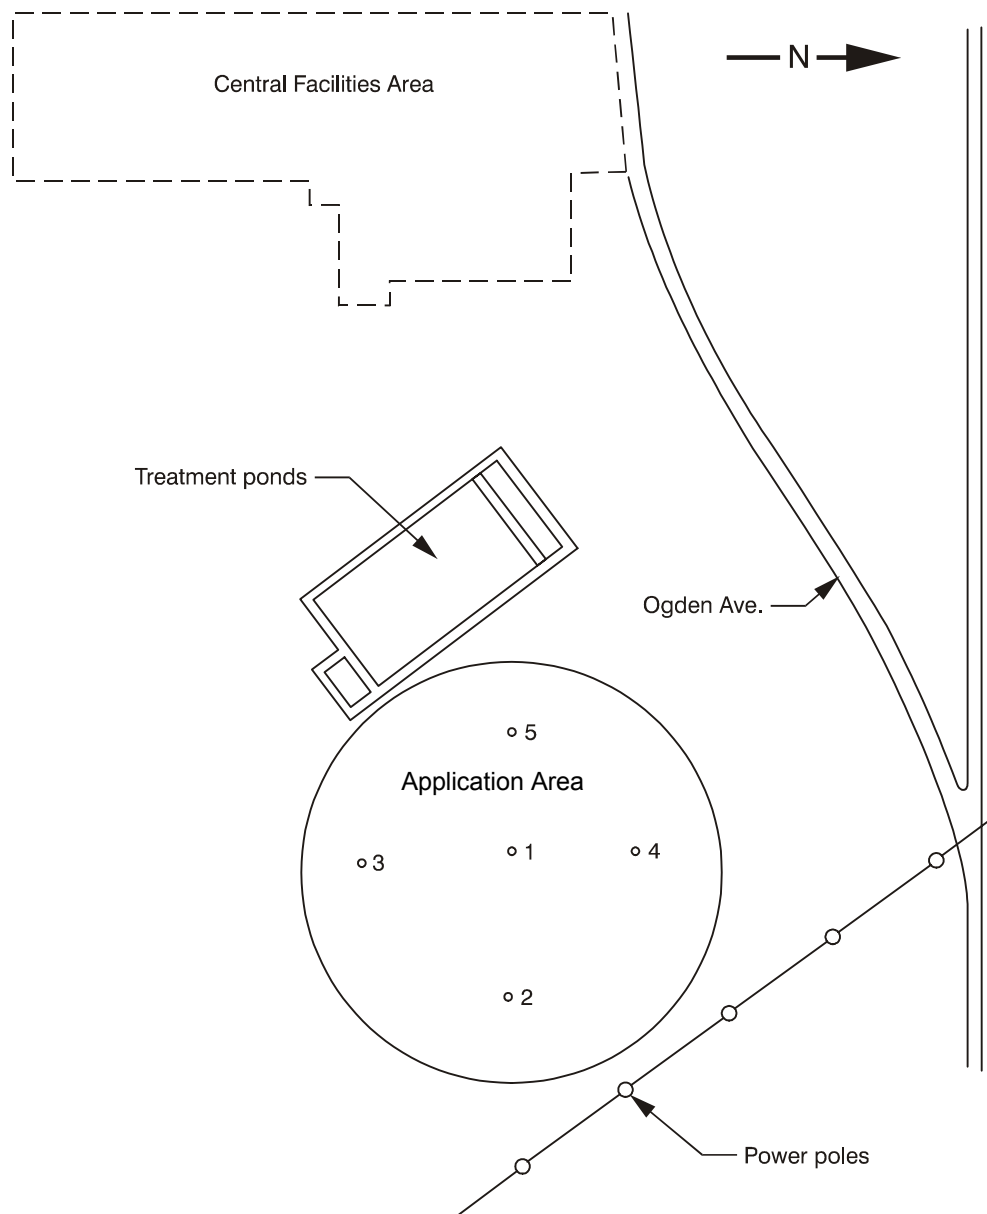 Central Facilities Area
N
Treatment ponds
Ogden Ave.
5
Application Area
3
1
4
2
Power poles